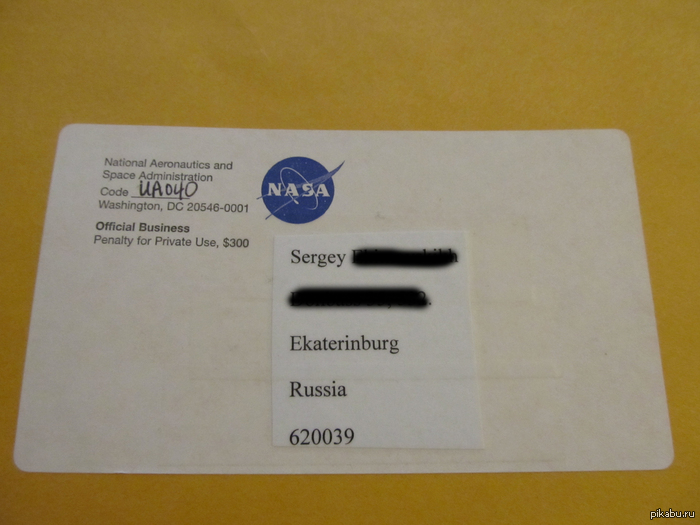 National Aeronautics and
Space Administration
Code UA040
Washington, DC 20546-0001
Official Business
Penalty for Private Use, $300
NASA
Sergey
Ekaterinburg
Russia
620039
pikabu.ru